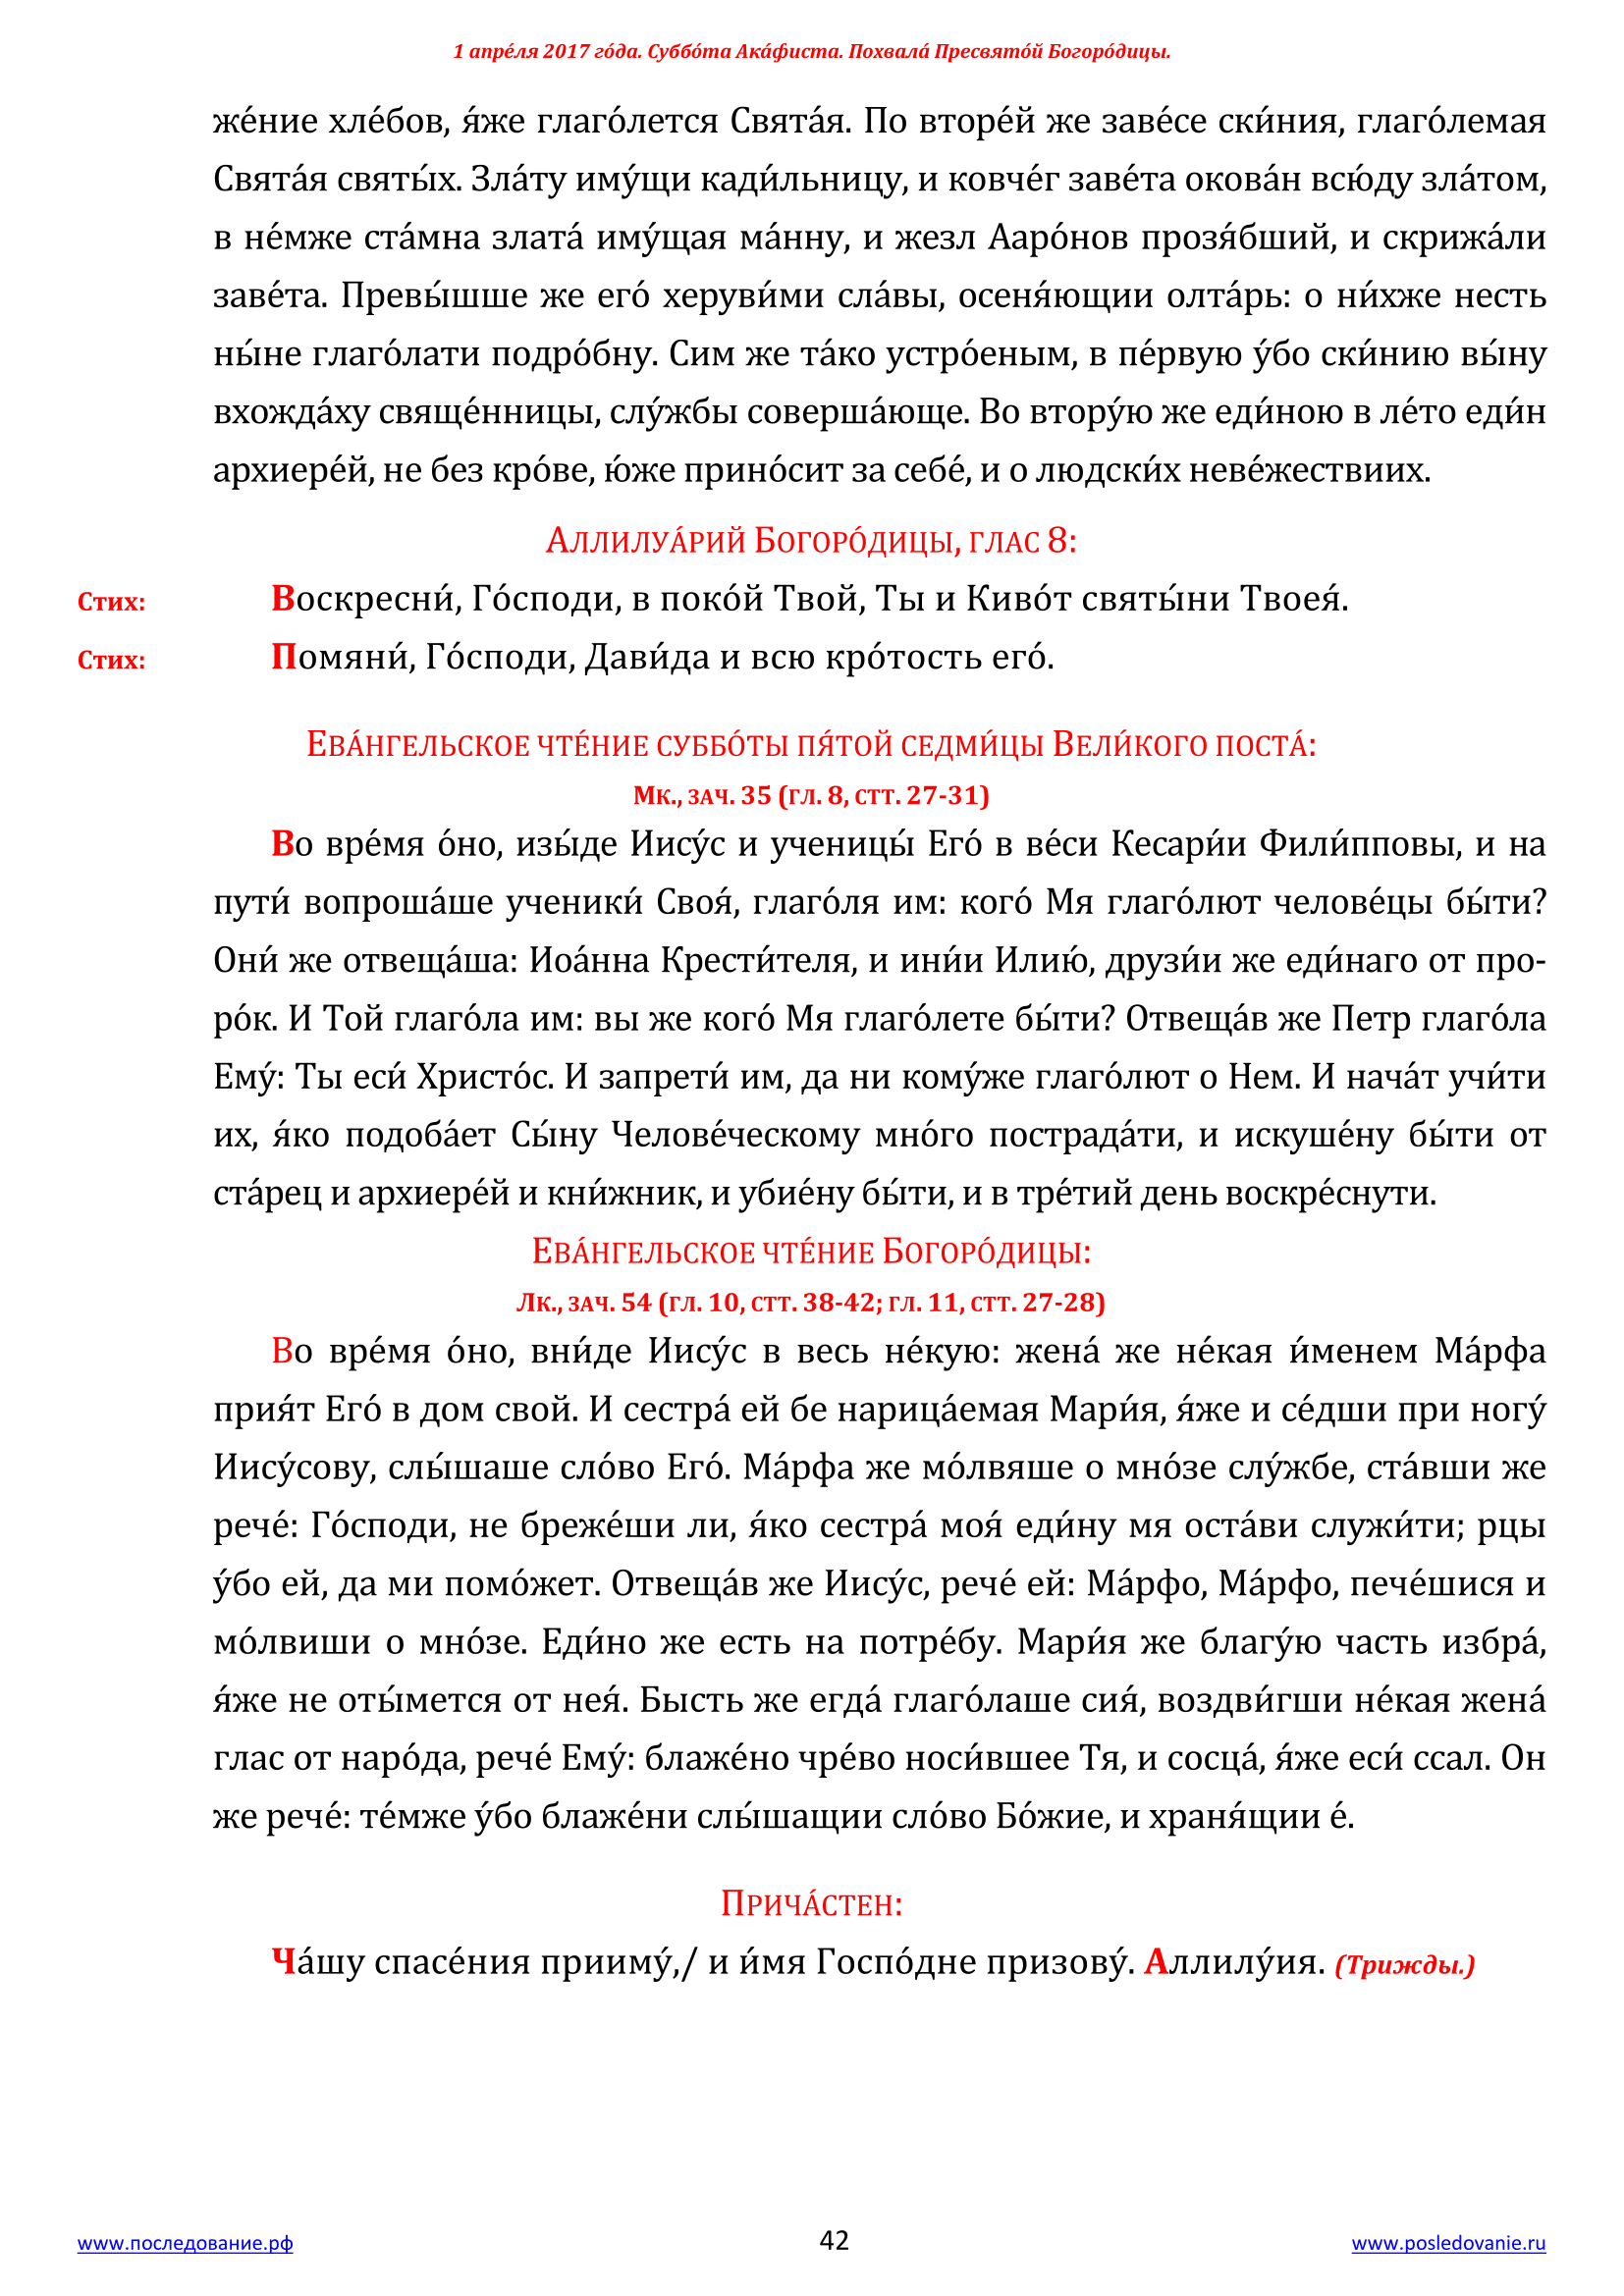 1 апре́ля 2017 го́да. Суббо́та Ака́фиста. Похвала́ Пресвято́й Богоро́дицы.
же́ние хле́бов, я́же глаго́лется Свята́я. По вторе́й же заве́се ски́ния, глаго́лемая
Свята́я святы́х. Зла́ту иму́щи кади́льницу, и ковче́г заве́та окова́н всю́ду зла́том,
в не́мже ста́мна злата́ иму́щая ма́нну, и жезл Ааро́нов прозя́бший, и скрижа́ли
заве́та. Превы́шше же его́ херуви́ми сла́вы, осеня́ющии олта́рь: о ни́хже несть
ны́не глаго́лати подро́бну. Сим же та́ко устро́еным, в пе́рвую у́бо ски́нию вы́ну
вхожда́ху свяще́нницы, слу́жбы соверша́юще. Во втору́ю же еди́ною в ле́то еди́н
архиере́й, не без кро́ве, ю́же прино́сит за себе́, и о людски́х неве́жествиих.
Аллилуа́рий Богоро́дицы, глас 8:
Стих: Воскресни́, Го́споди, в поко́й Твой, Ты и Киво́т святы́ни Твоея́.
Стих: Помяни́, Го́споди, Дави́да и всю кро́тость его́.
Ева́нгельское чте́ние суббо́ты пя́той седми́цы Вели́кого поста́:
Мк., зач. 35 (гл. 8, стт. 27-31)
Во вре́мя о́но, изы́де Иису́с и ученицы́ Его́ в ве́си Кесари́и Фили́пповы, и на
пути́ вопроша́ше ученики́ Своя́, глаго́ля им: кого́ Мя глаго́лют челове́цы бы́ти?
Они́ же отвеща́ша: Иоа́нна Крести́теля, и ини́и Илию́, друзи́и же еди́наго от про-
ро́к. И Той глаго́ла им: вы же кого́ Мя глаго́лете бы́ти? Отвеща́в же Петр глаго́ла
Ему́: Ты еси́ Христо́с. И запрети́ им, да ни кому́же глаго́лют о Нем. И нача́т учи́ти
их, я́ко подоба́ет Сы́ну Челове́ческому мно́го пострада́ти, и искуше́ну бы́ти от
ста́рец и архиере́й и кни́жник, и убие́ну бы́ти, и в тре́тий день воскре́снути.
Ева́нгельское чте́ние Богоро́дицы:
Лк., зач. 54 (гл. 10, стт. 38-42; гл. 11, стт. 27-28)
Во вре́мя о́но, вни́де Иису́с в весь не́кую: жена́ же не́кая и́менем Ма́рфа
прия́т Его́ в дом свой. И сестра́ ей бе нарица́емая Мари́я, я́же и се́дши при ногу́
Иису́сову, слы́шаше сло́во Его́. Ма́рфа же мо́лвяше о мно́зе слу́жбе, ста́вши же
рече́: Го́споди, не бреже́ши ли, я́ко сестра́ моя́ еди́ну мя оста́ви служи́ти; рцы
у́бо ей, да ми помо́жет. Отвеща́в же Иису́с, рече́ ей: Ма́рфо, Ма́рфо, пече́шися и
мо́лвиши о мно́зе. Еди́но же есть на потре́бу. Мари́я же благу́ю часть избра́,
я́же не оты́мется от нея́. Бысть же егда́ глаго́лаше сия́, воздви́гши не́кая жена́
глас от наро́да, рече́ Ему́: блаже́но чре́во носи́вшее Тя, и сосца́, я́же еси́ ссал. Он
же рече́: те́мже у́бо блаже́ни слы́шащии сло́во Бо́жие, и храня́щии е́.
Прича́стен:
Ча́шу спасе́ния прииму́,/ и и́мя Госпо́дне призову́. Аллилу́ия. (Трижды.)
www.последование.рф 42 www.posledovanie.ru